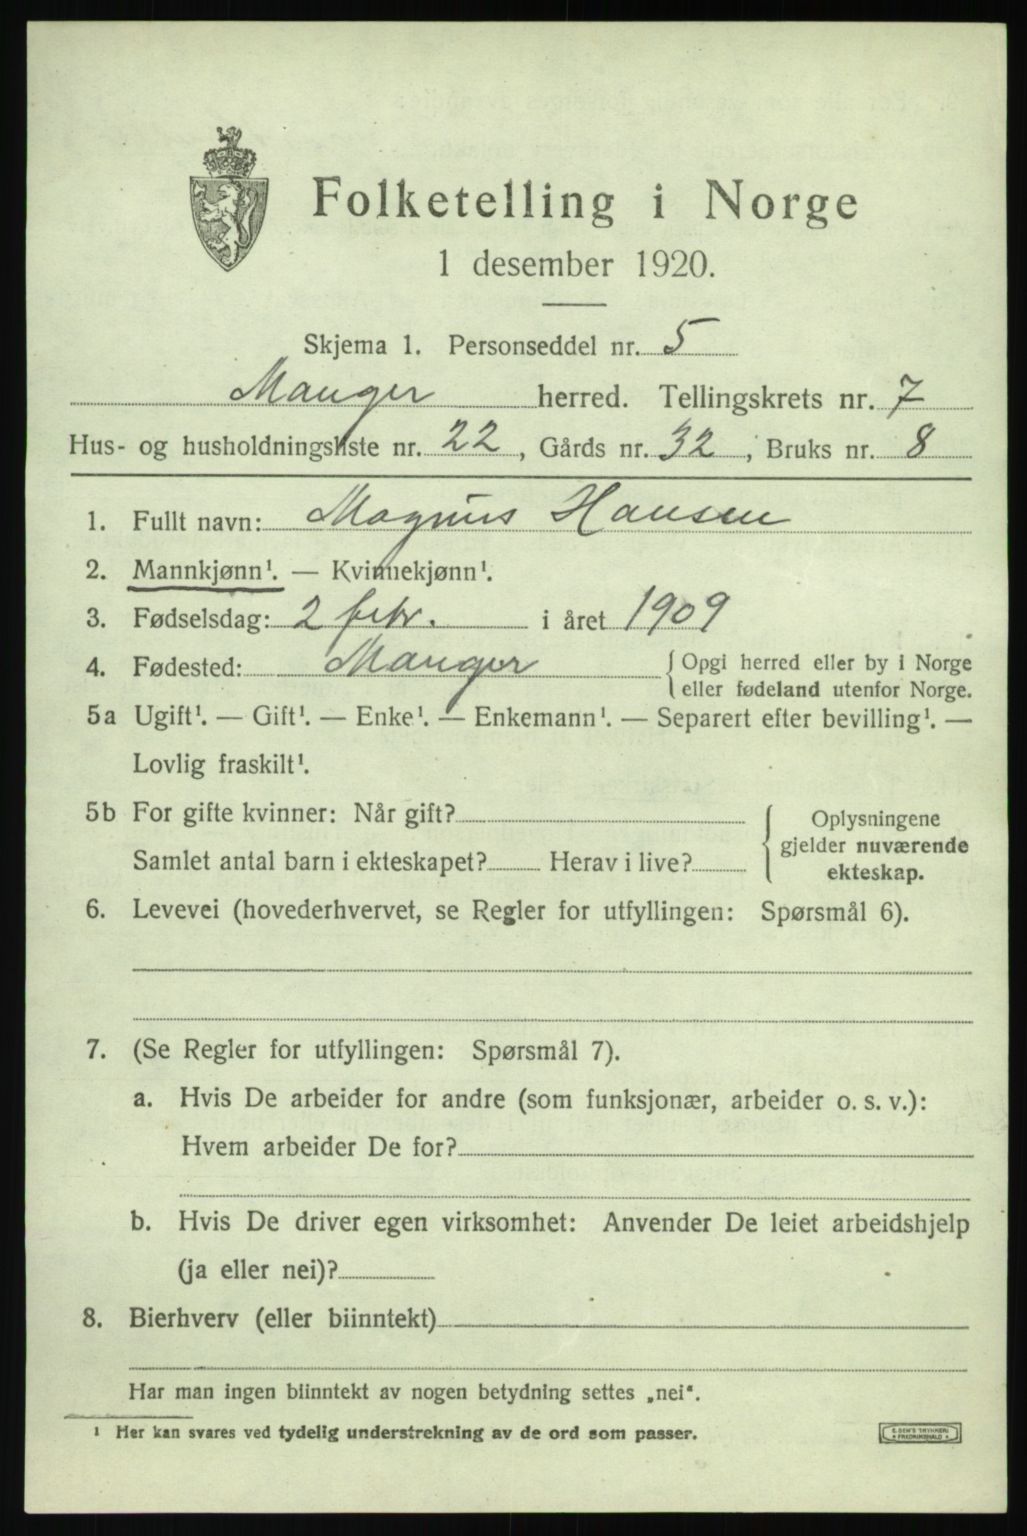 Folketelling i Norge
1 desember 1920.
Skjema 1. Personseddel nr. 5
Manger herred. Tellingskrets nr. 7
Hus- og husholdningsliste nr. 22, Gårds nr. 32, Bruks nr. 8
1. Fullt navn: Magnus Hansen
2. Mannkjønn¹. — Kvinnekjønn¹.
3. Fødselsdag: 2 febr. i året 1909
4. Fødested: Manger {Opgi herred eller by i Norge
eller fødeland utenfor Norge.
5a Ugift¹. — Gift¹. — Enke¹. — Enkemann¹. — Separert efter bevilling¹. —
Lovlig fraskilt¹.
5b For gifte kvinner: Når gift?
Samlet antal barn i ekteskapet? Herav i live?
Oplysningene
gjelder nuværende
ekteskap.
6. Levevei (hovederhvervet, se Regler for utfyllingen: Spørsmål 6).
7. (Se Regler for utfyllingen: Spørsmål 7).
a. Hvis De arbeider for andre (som funksjonær, arbeider o. s. v.):
Hvem arbeider De for?
b. Hvis De driver egen virksomhet: Anvender De leiet arbeidshjelp
(ja eller nei)?
8. Bierhverv (eller biinntekt)
Har man ingen biinntekt av nogen betydning settes „nei“.
¹ Her kan svares ved tydelig understrekning av de ord som passer.
TRYKKERI
FREDRIKSHALD